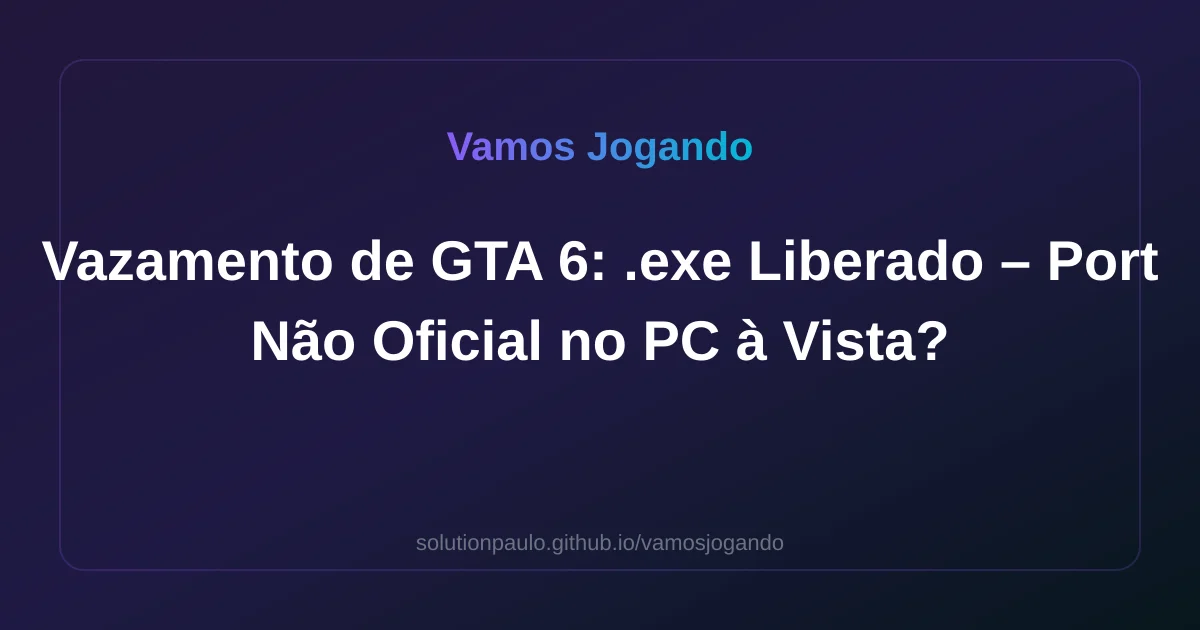 Vamos Jogando
Vazamento de GTA 6: .exe Liberado – Port
Não Oficial no PC à Vista?
solutionpaulo.github.io/vamosjogando